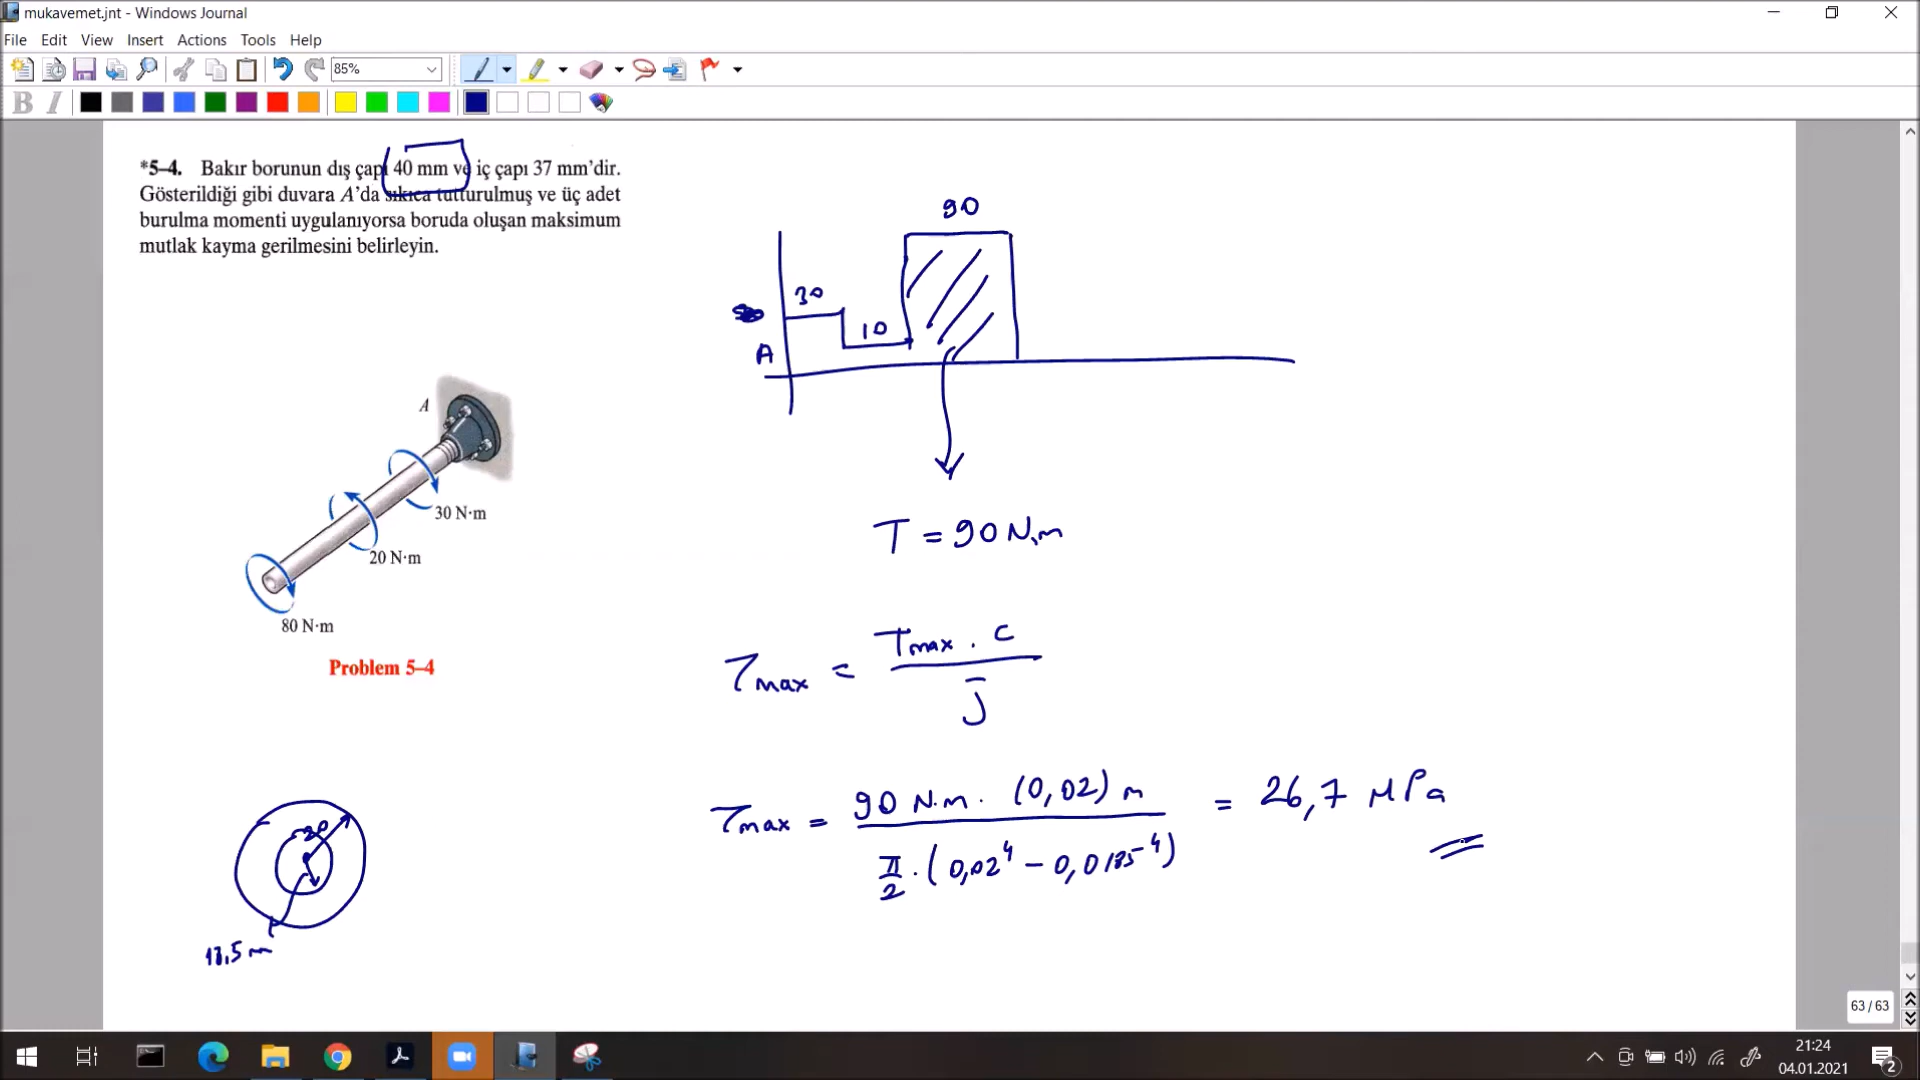 mukavemet.jnt - Windows Journal
File Edit View Insert Actions Tools Help
85%
B I
*5–4. Bakır borunun dış çapı 40 mm ve iç çapı 37 mm'dir.
Gösterildiği gibi duvara A'da sıkıca tutturulmuş ve üç adet
burulma momenti uygulanıyorsa boruda oluşan maksimum
mutlak kayma gerilmesini belirleyin.
A
30 N·m
20 N·m
80 N·m
Problem 5–4
90
30
10
A
T = 90 N.m
τmax = Tmax . c
J
τmax = 90 N.m. (0,02) m = 26,7 MPa
π/2 . (0,02⁴ – 0,0185⁴)
20
18,5 m
63 / 63
21:24
04.01.2021
2